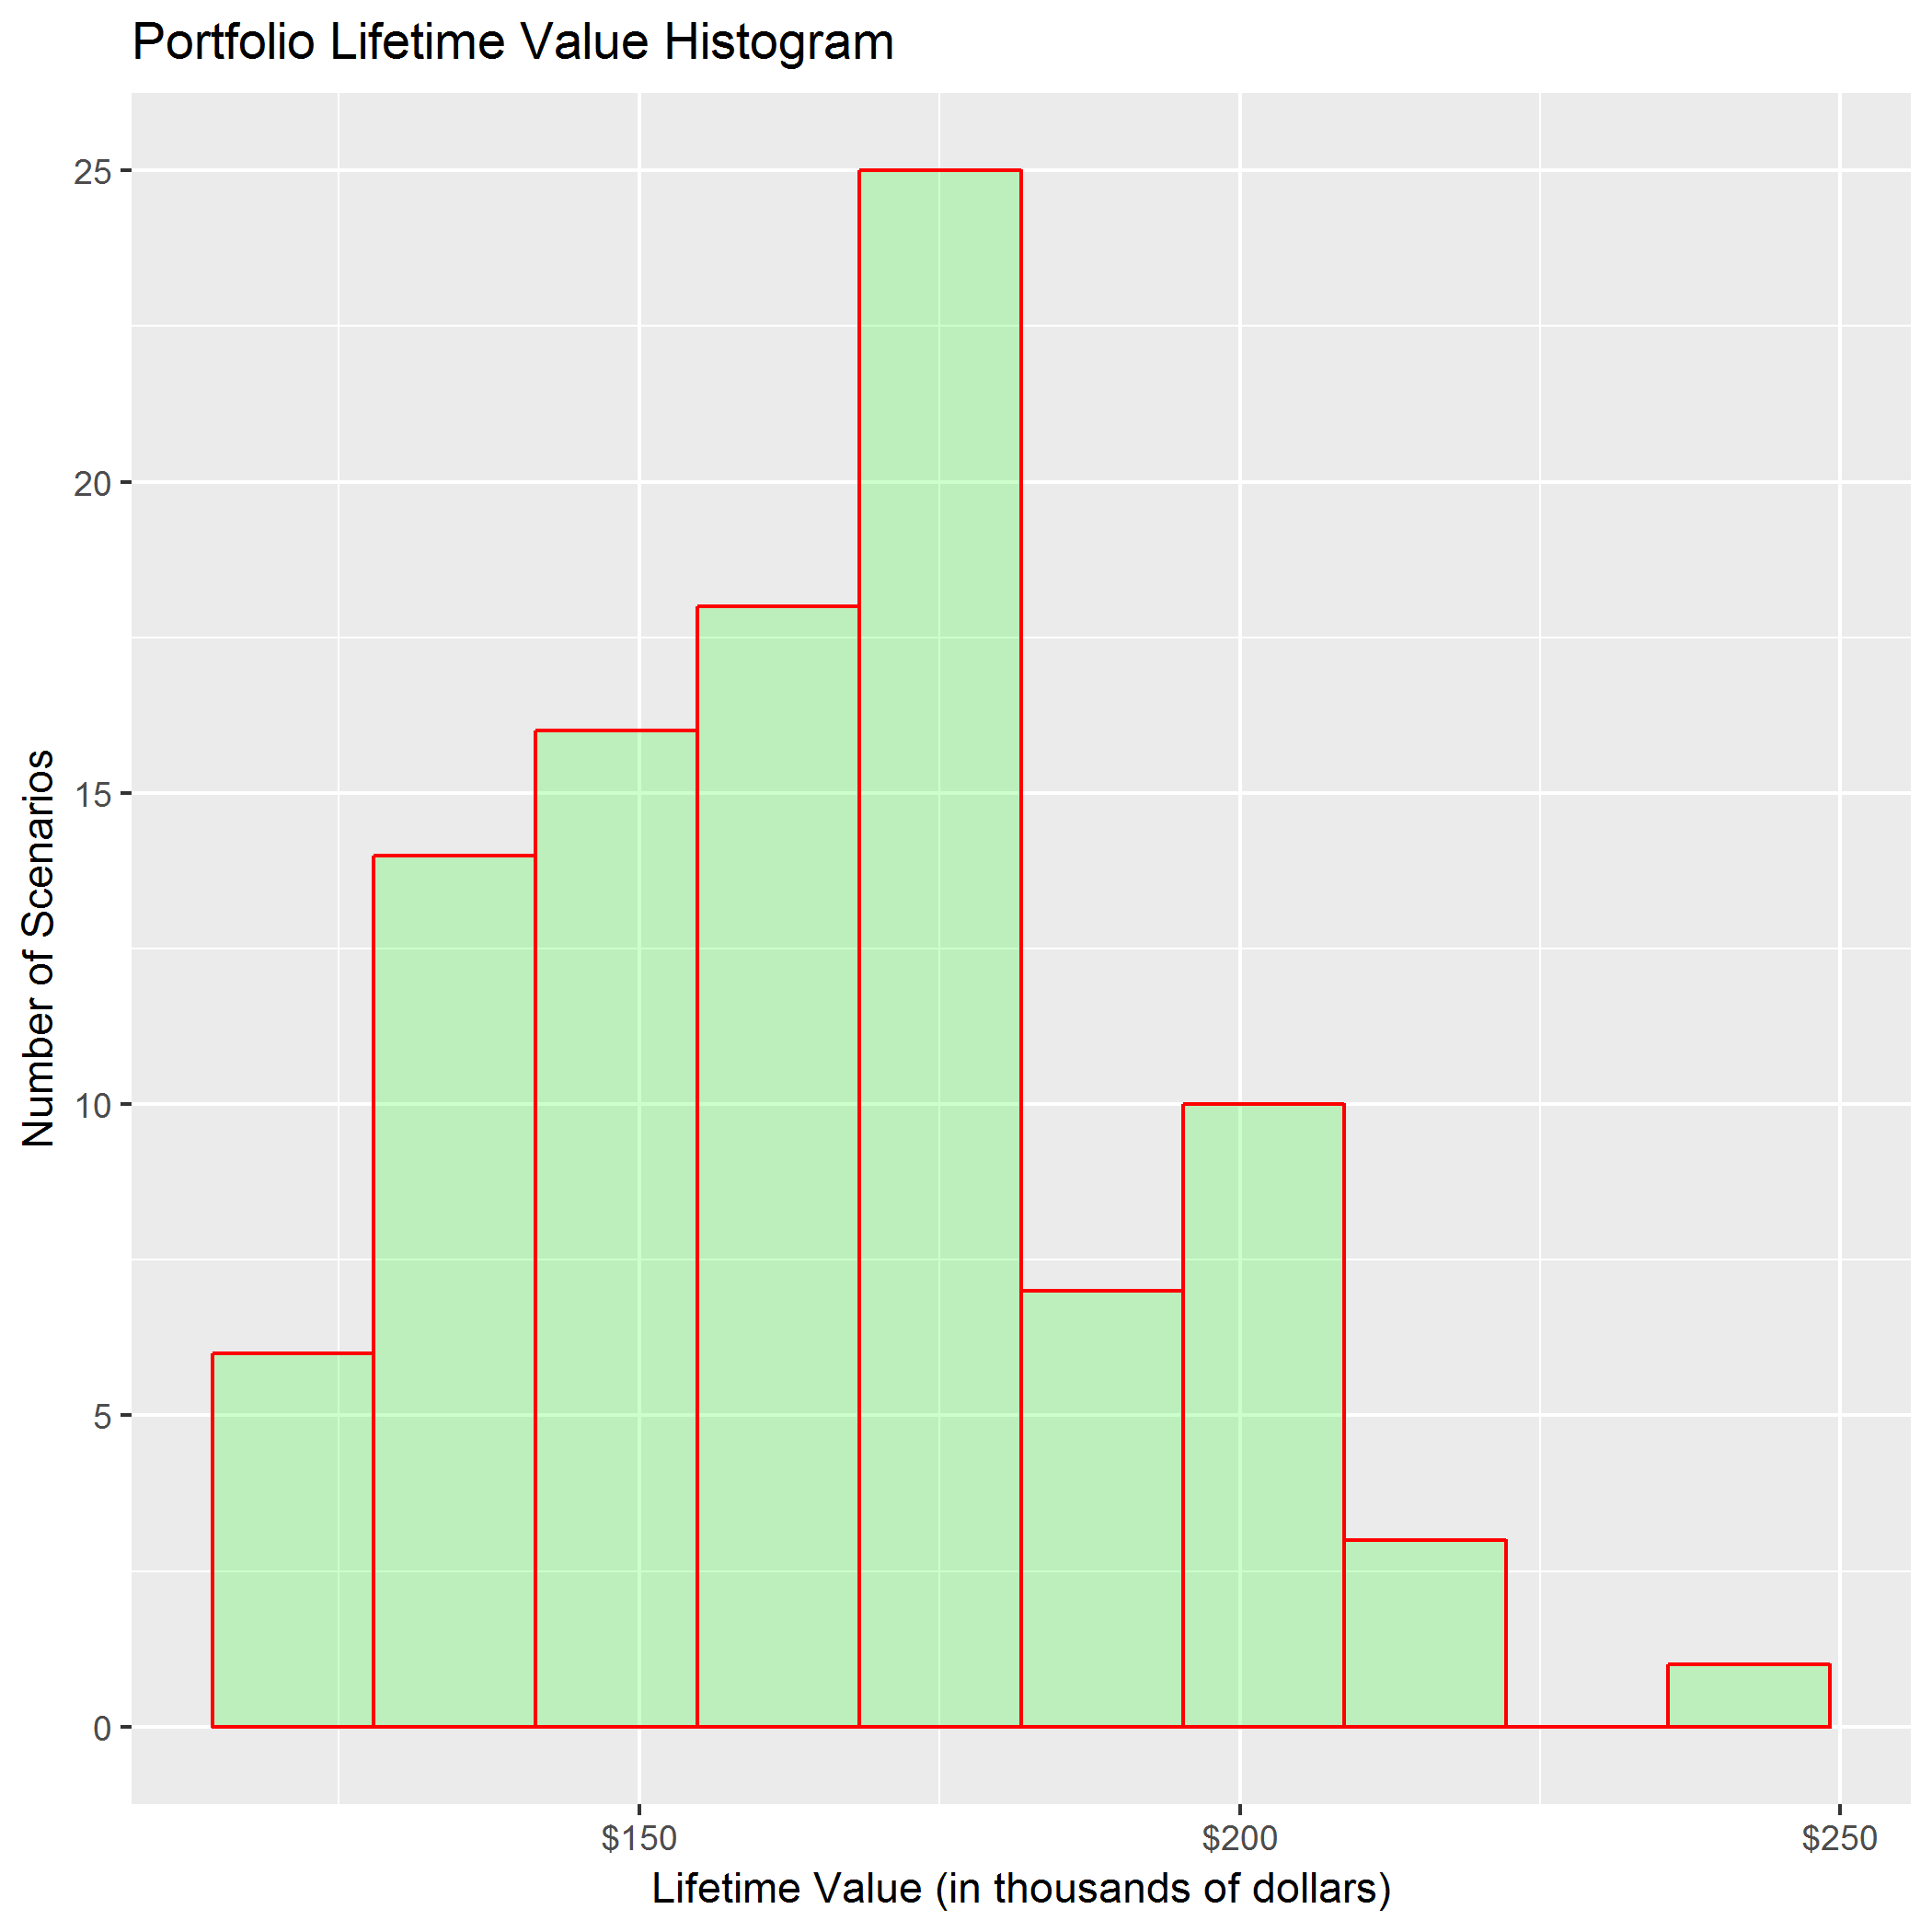 Portfolio Lifetime Value Histogram
25
20
15
10
5
0
Number of Scenarios
$150 $200 $250
Lifetime Value (in thousands of dollars)